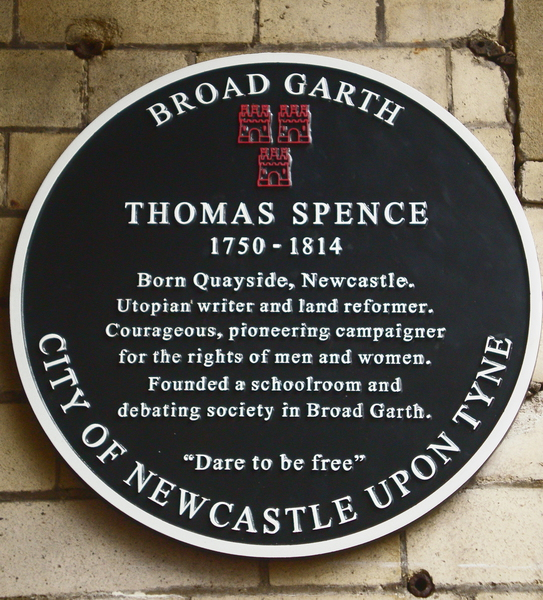 BROAD GARTH
THOMAS SPENCE
1750 - 1814
Born Quayside, Newcastle.
Utopian writer and land reformer.
Courageous, pioneering campaigner
for the rights of men and women.
Founded a schoolroom and
debating society in Broad Garth.
“Dare to be free”
CITY OF NEWCASTLE UPON TYNE